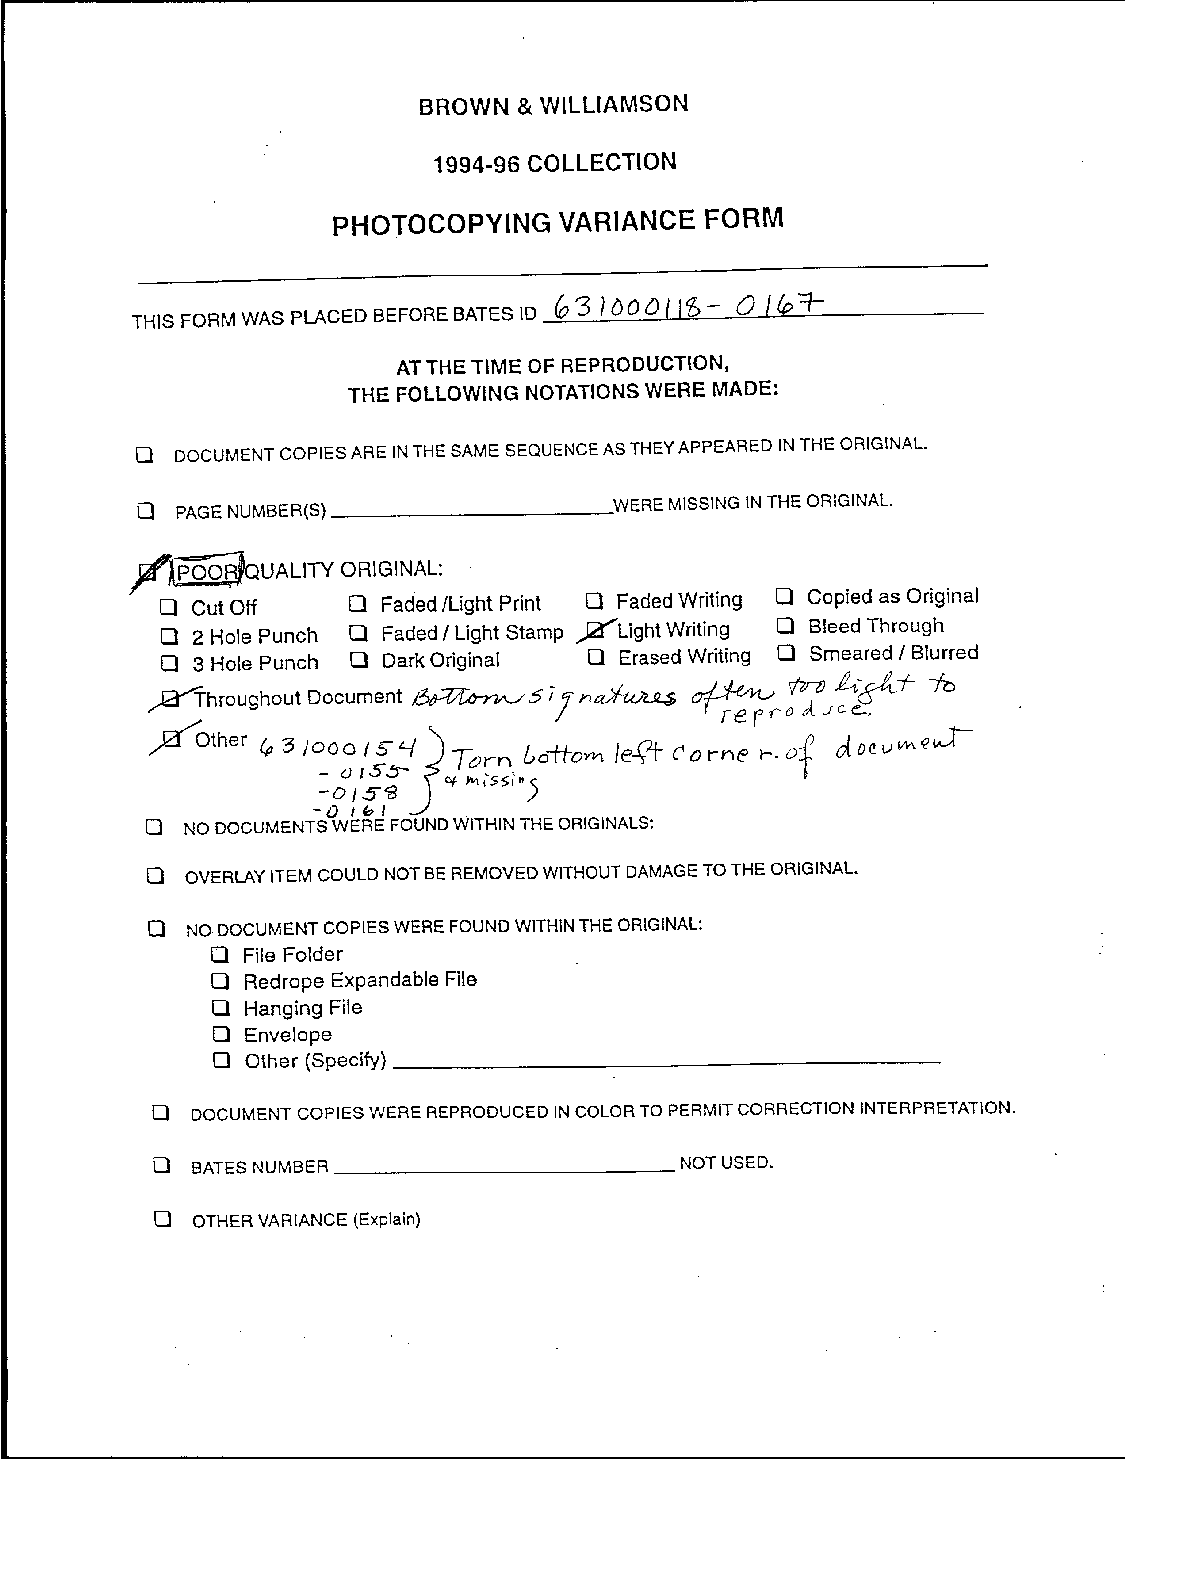 BROWN & WILLIAMSON
1994-96 COLLECTION
PHOTOCOPYING VARIANCE FORM
THIS FORM WAS PLACED BEFORE BATES ID 631000118- 0167
AT THE TIME OF REPRODUCTION,
THE FOLLOWING NOTATIONS WERE MADE:
DOCUMENT COPIES ARE IN THE SAME SEQUENCE AS THEY APPEARED IN THE ORIGINAL.
PAGE NUMBER(S) WERE MISSING IN THE ORIGINAL.
POOR QUALITY ORIGINAL:
Cut Off Faded /Light Print Faded Writing Copied as Original
2 Hole Punch Faded / Light Stamp Light Writing Bleed Through
3 Hole Punch Dark Original Erased Writing Smeared / Blurred
Throughout Document Bottom signatures often too light to
reproduce.
Other 631000154 Torn bottom left corner of document
- 0155 & missing
-0158
-0161
NO DOCUMENTS WERE FOUND WITHIN THE ORIGINALS:
OVERLAY ITEM COULD NOT BE REMOVED WITHOUT DAMAGE TO THE ORIGINAL.
NO DOCUMENT COPIES WERE FOUND WITHIN THE ORIGINAL:
File Folder
Redrope Expandable File
Hanging File
Envelope
Other (Specify)
DOCUMENT COPIES WERE REPRODUCED IN COLOR TO PERMIT CORRECTION INTERPRETATION.
BATES NUMBER NOT USED.
OTHER VARIANCE (Explain)